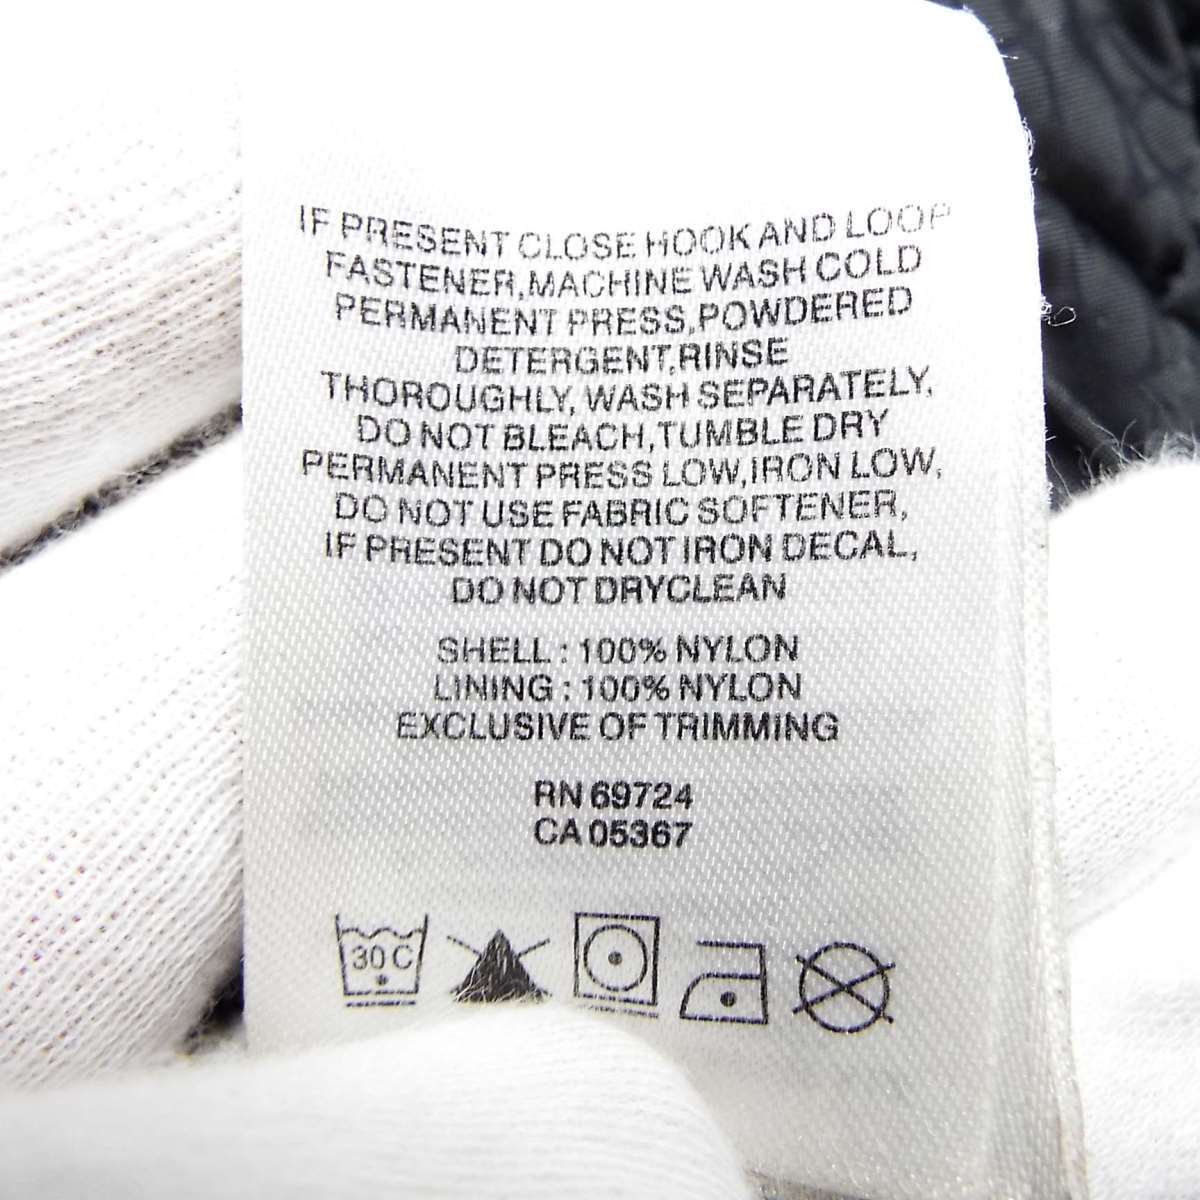 IF PRESENT CLOSE HOOK AND LOOP
FASTENER,MACHINE WASH COLD
PERMANENT PRESS,POWDERED
DETERGENT,RINSE
THOROUGHLY, WASH SEPARATELY,
DO NOT BLEACH,TUMBLE DRY
PERMANENT PRESS LOW,IRON LOW,
DO NOT USE FABRIC SOFTENER,
IF PRESENT DO NOT IRON DECAL,
DO NOT DRYCLEAN
SHELL : 100% NYLON
LINING : 100% NYLON
EXCLUSIVE OF TRIMMING
RN 69724
CA 05367
30 C